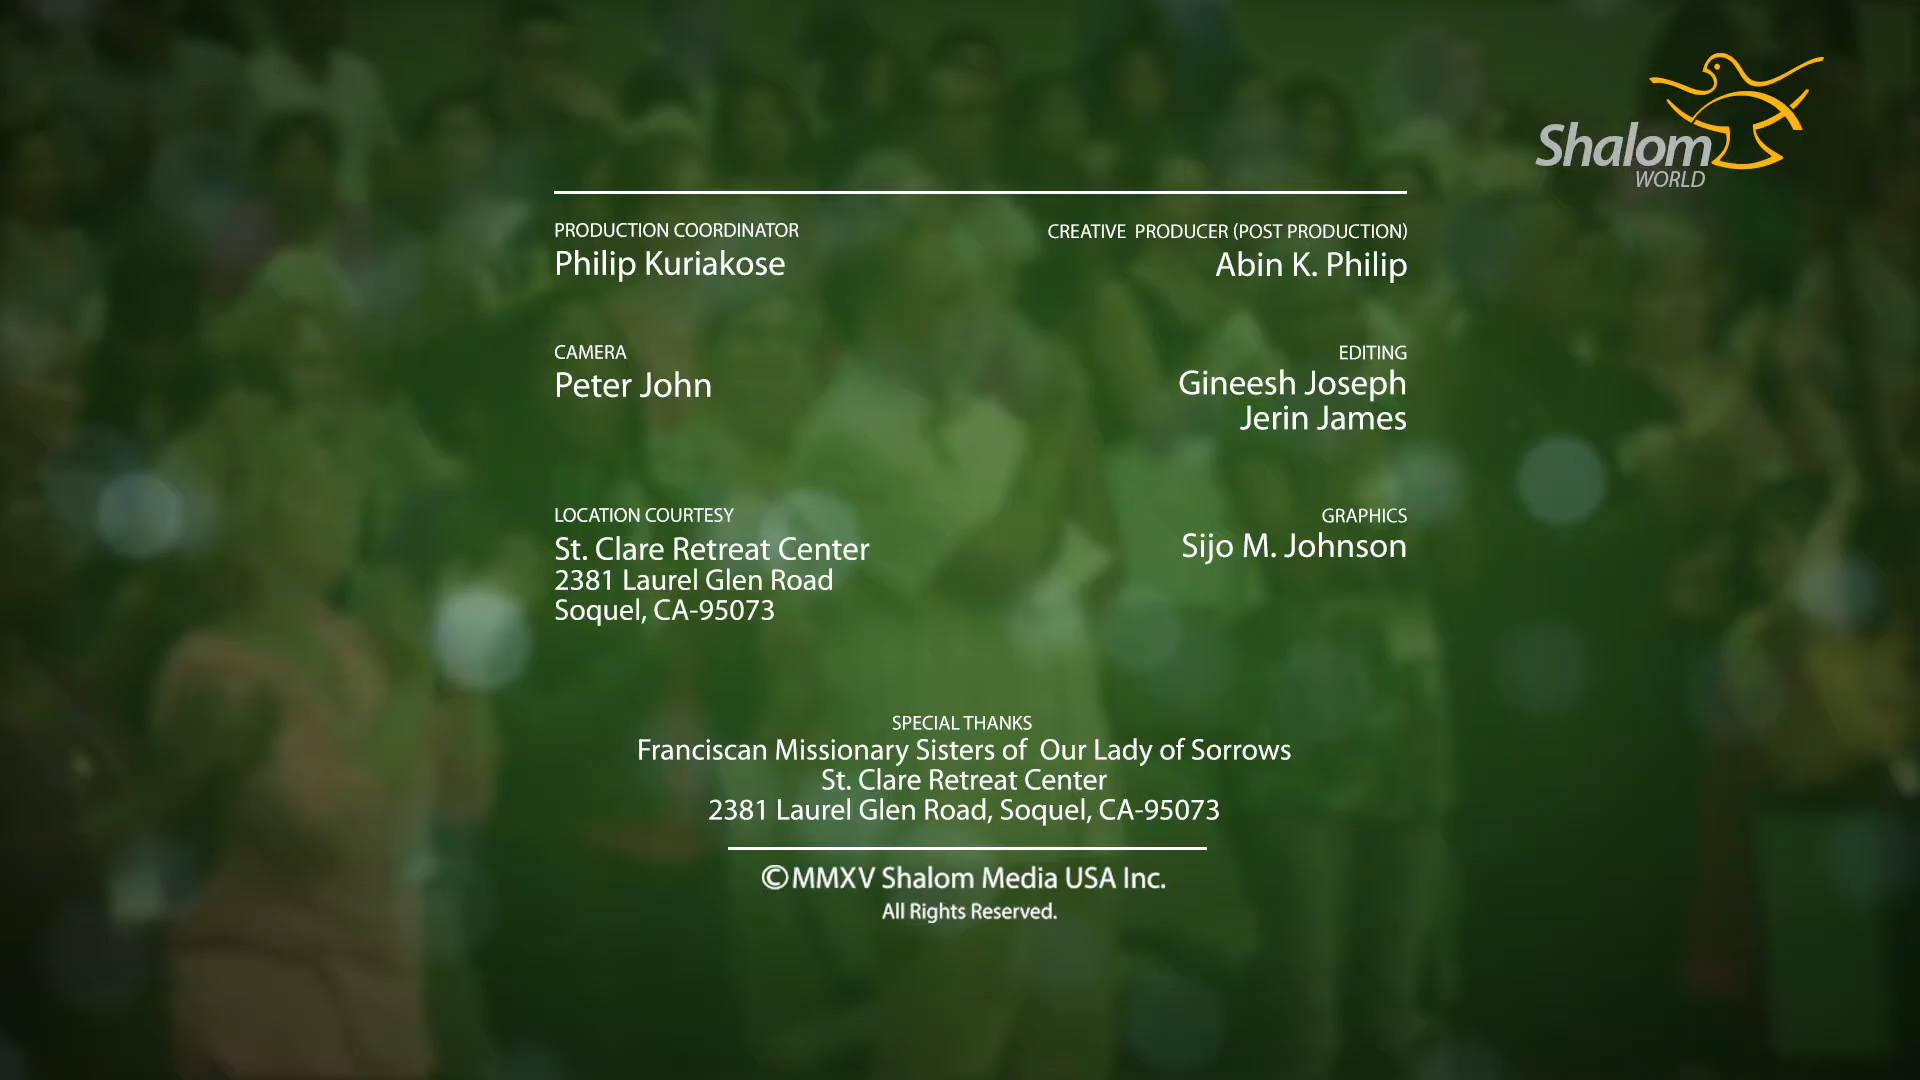 Shalom
WORLD
PRODUCTION COORDINATOR
Philip Kuriakose
CREATIVE PRODUCER (POST PRODUCTION)
Abin K. Philip
CAMERA
Peter John
EDITING
Gineesh Joseph
Jerin James
LOCATION COURTESY
St. Clare Retreat Center
2381 Laurel Glen Road
Soquel, CA-95073
GRAPHICS
Sijo M. Johnson
SPECIAL THANKS
Franciscan Missionary Sisters of Our Lady of Sorrows
St. Clare Retreat Center
2381 Laurel Glen Road, Soquel, CA-95073
©MMXV Shalom Media USA Inc.
All Rights Reserved.